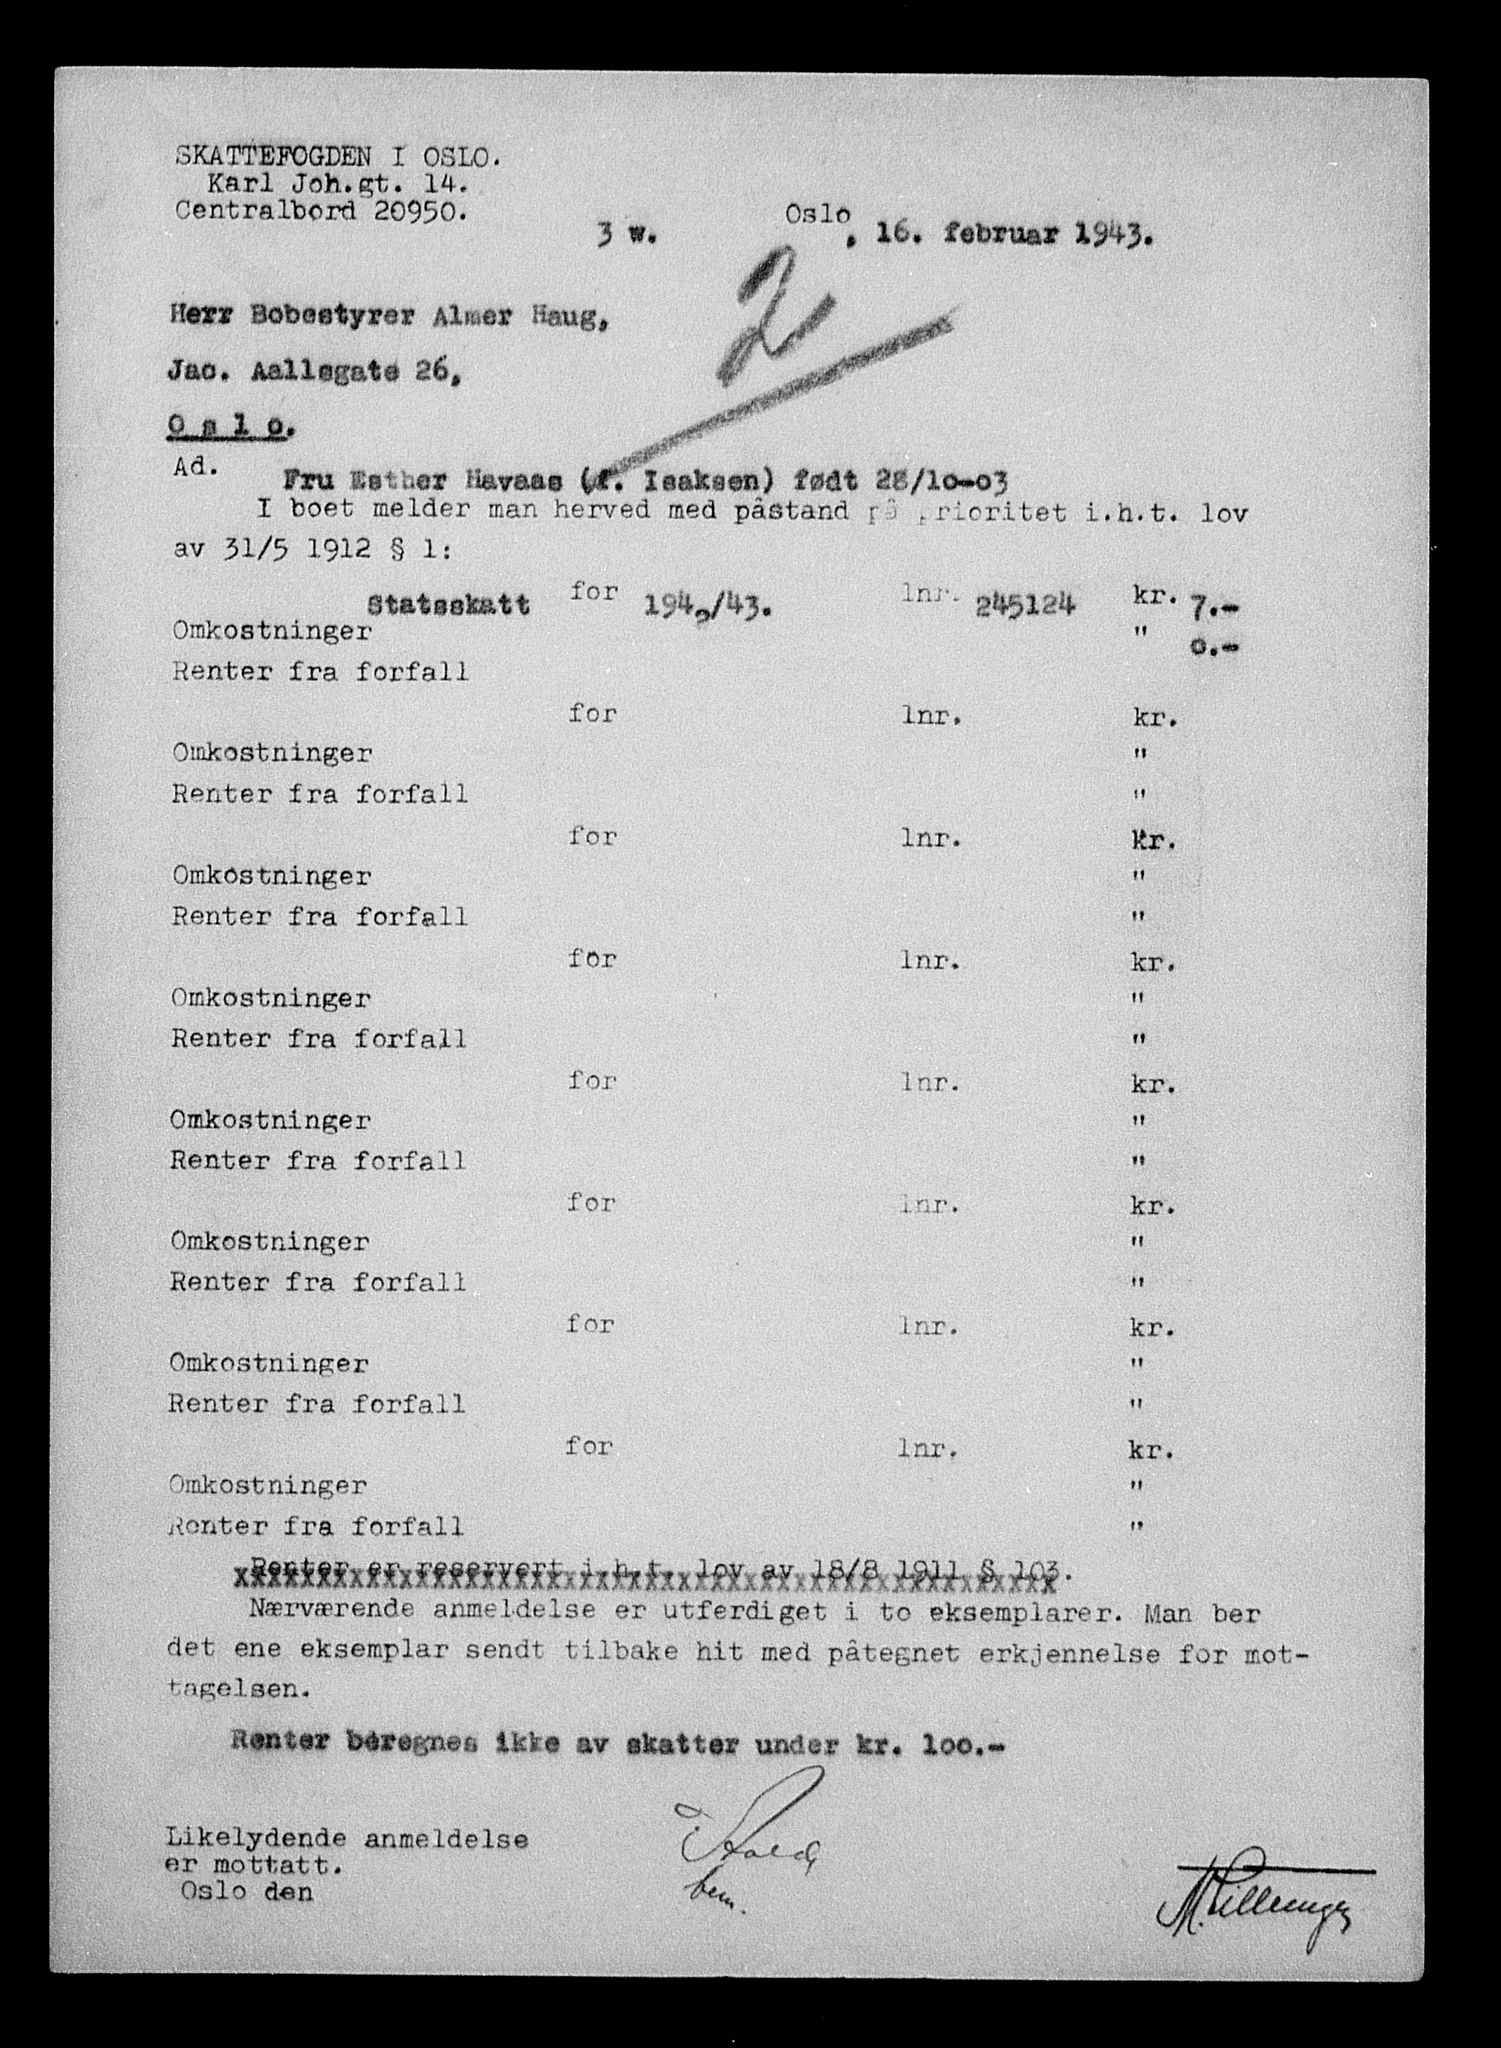 SKATTEFOGDEN I OSLO.
Karl Joh.gt. 14.
Centralbord 20950.
3 w. Oslo, 16. februar 1943.
2
Herr Bobestyrer Almer Haug,
Jac. Aallsgate 26,
O s l o.
Ad. Fru Esther Havaas (f. Isaksen) født 28/10-03
I boet melder man herved med påstand på prioritet i.h.t. lov
av 31/5 1912 § 1:
Statsskatt for 1942/43. lnr. 245124 kr. 7.-
Omkostninger " 0.-
Renter fra forfall
for lnr. kr.
Omkostninger "
Renter fra forfall "
for lnr. kr.
Omkostninger "
Renter fra forfall "
for lnr. kr.
Omkostninger "
Renter fra forfall "
for lnr. kr.
Omkostninger "
Renter fra forfall "
for lnr. kr.
Omkostninger "
Renter fra forfall "
for lnr. kr.
Omkostninger "
Renter fra forfall "
for lnr. kr.
Omkostninger "
Renter fra forfall "
Renter er reservert i.h.t. lov av 18/8 1911 § 103.
Nærværende anmeldelse er utferdiget i to eksemplarer. Man ber
det ene eksemplar sendt tilbake hit med påtegnet erkjennelse for mot-
tagelsen.
Renter beregnes ikke av skatter under kr. 100.-
Likelydende anmeldelse
er mottatt.
Oslo den